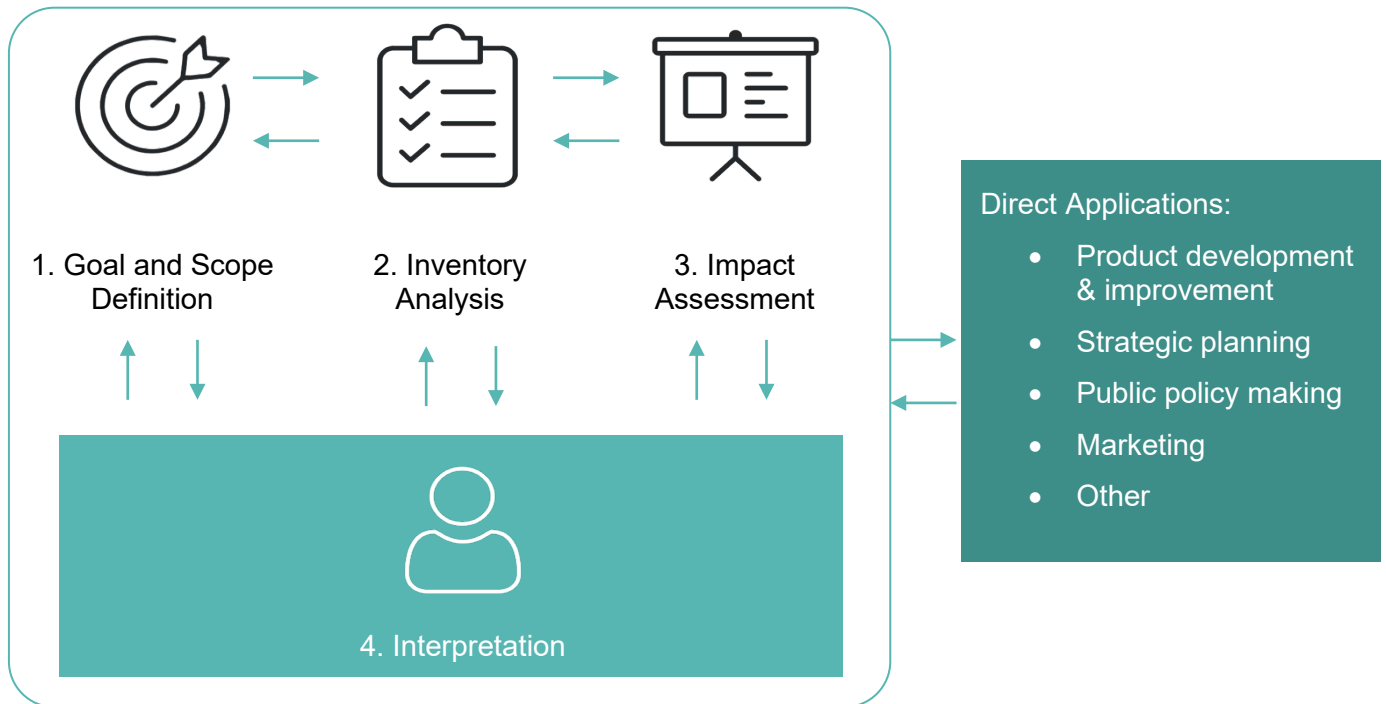 1. Goal and Scope
Definition
2. Inventory
Analysis
3. Impact
Assessment
4. Interpretation
Direct Applications:
• Product development
& improvement
• Strategic planning
• Public policy making
• Marketing
• Other